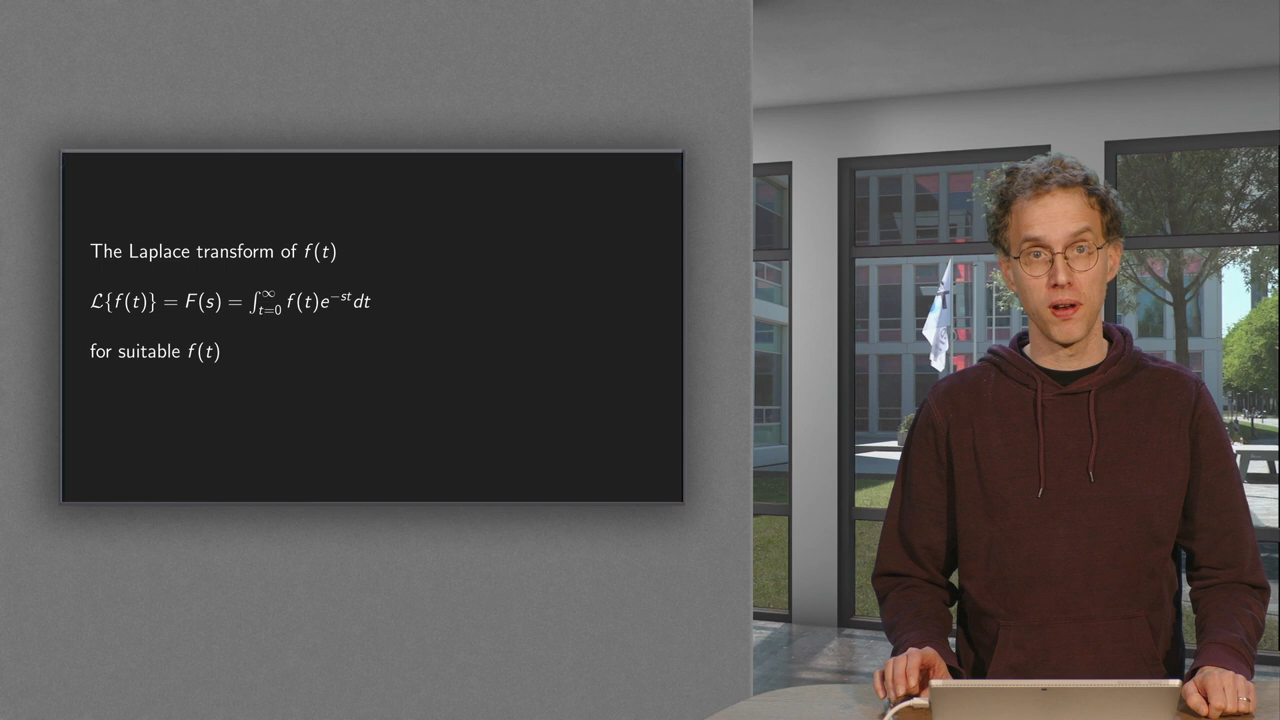 The Laplace transform of f(t)
ℒ{f(t)} = F(s) = ∫_{t=0}^{∞} f(t)e^{−st}dt
for suitable f(t)